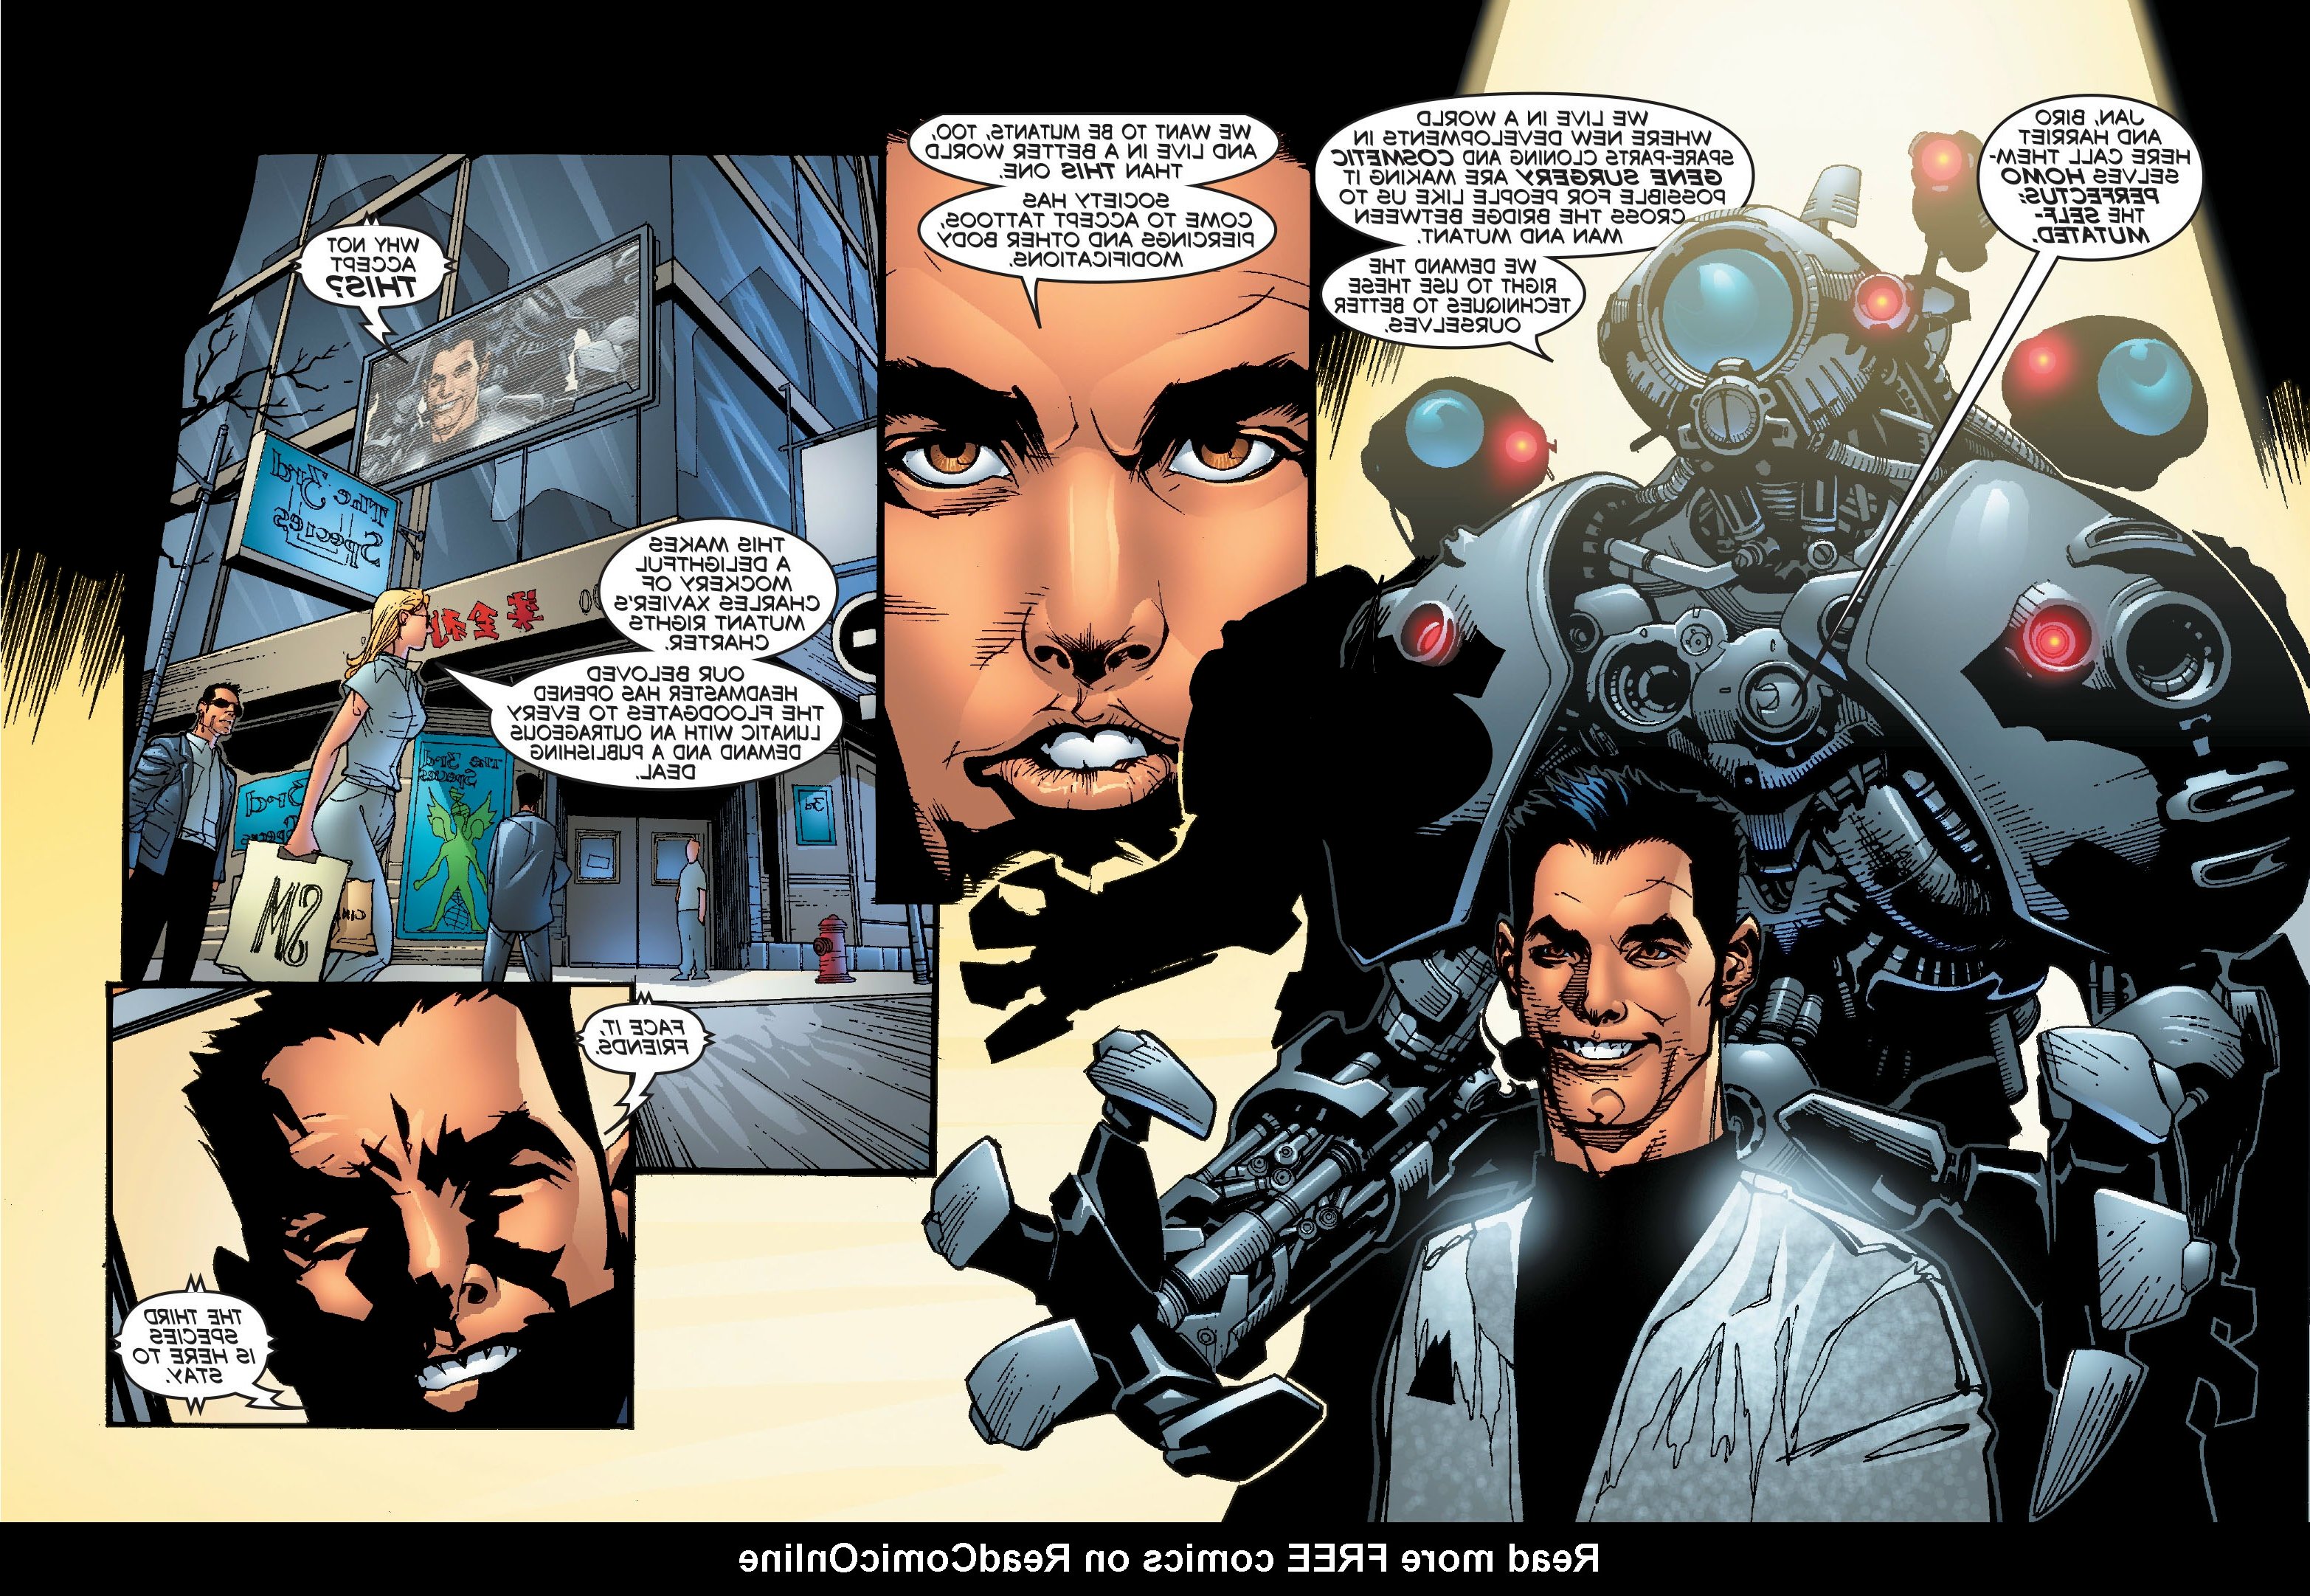 JAN, BIRO
AND HARRIET
HERE CALL THEM-
SELVES HOMO
PERFECTUS;
THE SELF-
MUTATED.
WE LIVE IN A WORLD
WHERE NEW DEVELOPMENTS IN
SPARE-PARTS CLONING AND COSMETIC
GENE SURGERY ARE MAKING IT
POSSIBLE FOR PEOPLE LIKE US TO
CROSS THE BRIDGE BETWEEN
MAN AND MUTANT.
WE DEMAND THE
RIGHT TO USE THESE
TECHNIQUES TO BETTER
OURSELVES.
WE WANT TO BE MUTANTS, TOO,
AND LIVE IN A BETTER WORLD
THAN THIS ONE.
SOCIETY HAS
COME TO ACCEPT TATTOOS,
PIERCINGS AND OTHER BODY
MODIFICATIONS.
WHY NOT
ACCEPT
THIS?
The 3rd
Species
THIS MAKES
A DELIGHTFUL
MOCKERY OF
CHARLES XAVIER'S
MUTANT RIGHTS
CHARTER.
OUR BELOVED
HEADMASTER HAS OPENED
THE FLOODGATES TO EVERY
LUNATIC WITH AN OUTRAGEOUS
DEMAND AND A PUBLISHING
DEAL.
The 3rd
Species
3rd
3rd
Species
FACE IT,
FRIENDS.
THE THIRD
SPECIES
IS HERE TO
STAY.
Read more FREE comics on ReadComicOnline